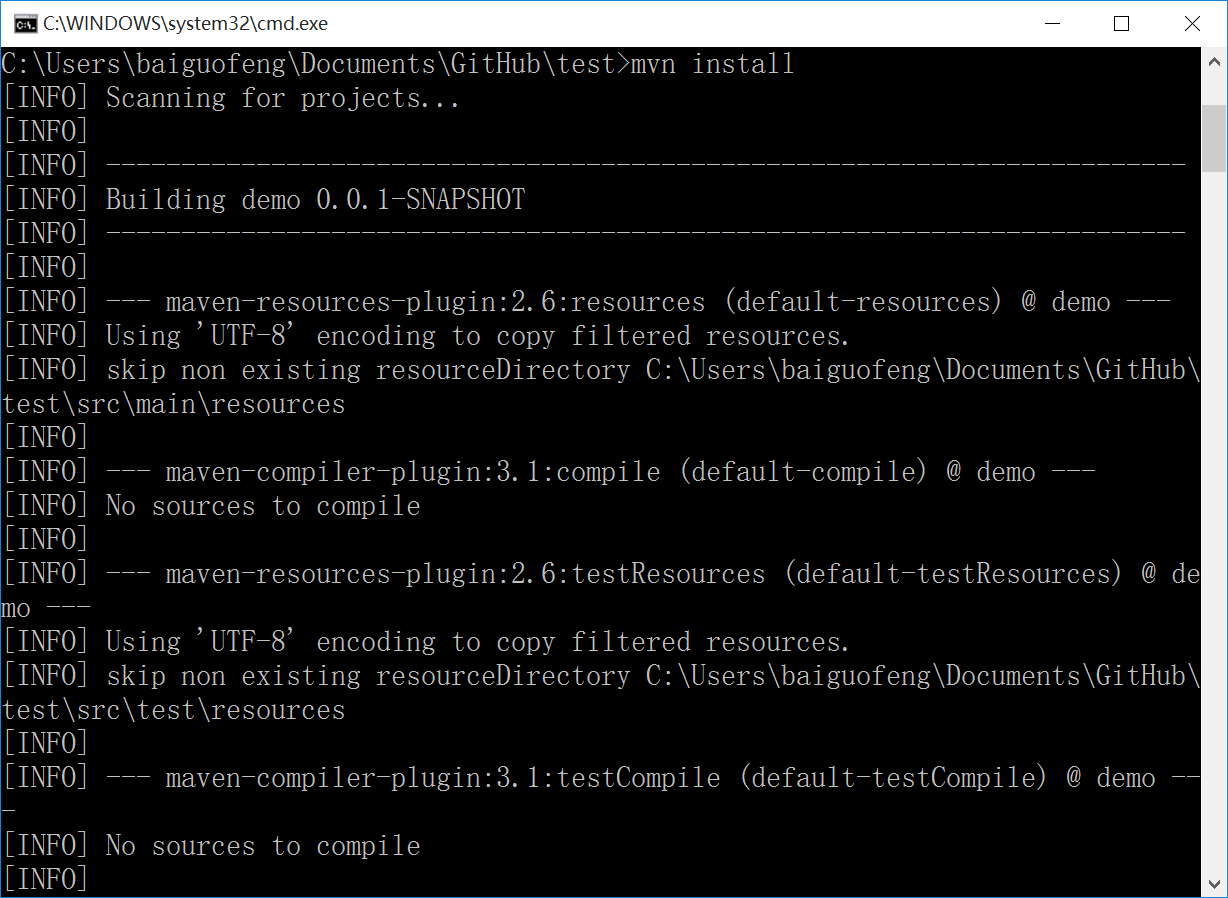 C:\WINDOWS\system32\cmd.exe
C:\Users\baiguofeng\Documents\GitHub\test>mvn install
[INFO] Scanning for projects...
[INFO]
[INFO] ------------------------------------------------------------------------
[INFO] Building demo 0.0.1-SNAPSHOT
[INFO] ------------------------------------------------------------------------
[INFO]
[INFO] --- maven-resources-plugin:2.6:resources (default-resources) @ demo ---
[INFO] Using 'UTF-8' encoding to copy filtered resources.
[INFO] skip non existing resourceDirectory C:\Users\baiguofeng\Documents\GitHub\
test\src\main\resources
[INFO]
[INFO] --- maven-compiler-plugin:3.1:compile (default-compile) @ demo ---
[INFO] No sources to compile
[INFO]
[INFO] --- maven-resources-plugin:2.6:testResources (default-testResources) @ de
mo ---
[INFO] Using 'UTF-8' encoding to copy filtered resources.
[INFO] skip non existing resourceDirectory C:\Users\baiguofeng\Documents\GitHub\
test\src\test\resources
[INFO]
[INFO] --- maven-compiler-plugin:3.1:testCompile (default-testCompile) @ demo --
-
[INFO] No sources to compile
[INFO]